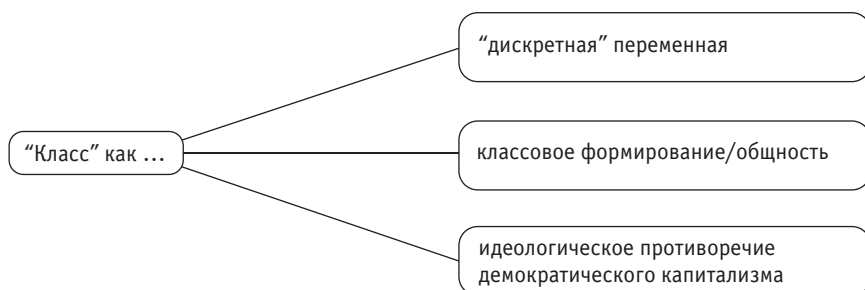 “Класс” как ...
“дискретная” переменная
классовое формирование/общность
идеологическое противоречие
демократического капитализма